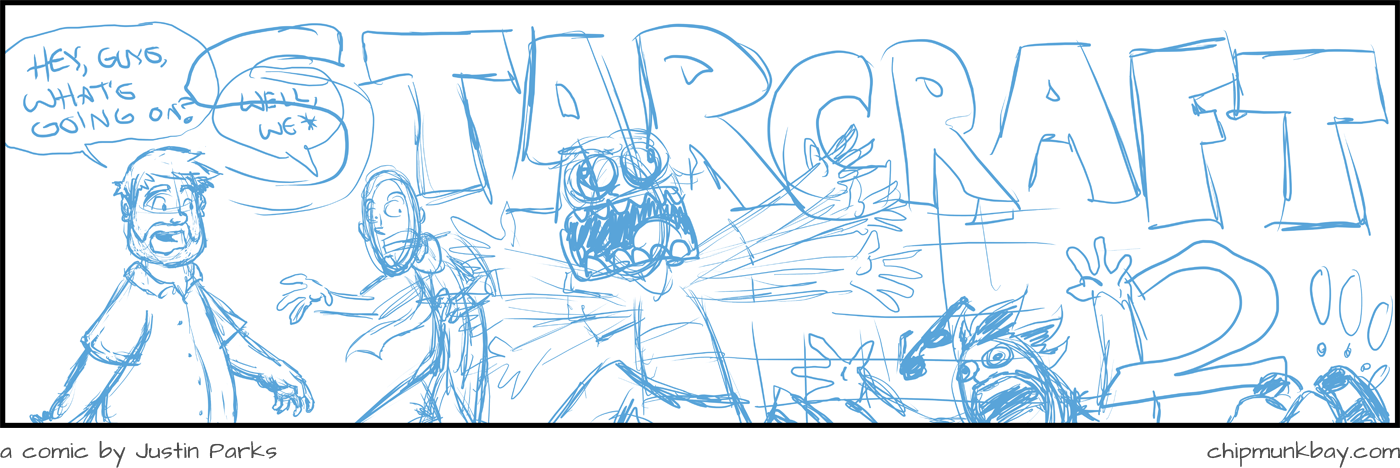 HEY, GUYS,
WHAT'S
GOING ON?
WELL,
WE*
STARCRAFT
2!!!
a comic by Justin Parks
chipmunkbay.com